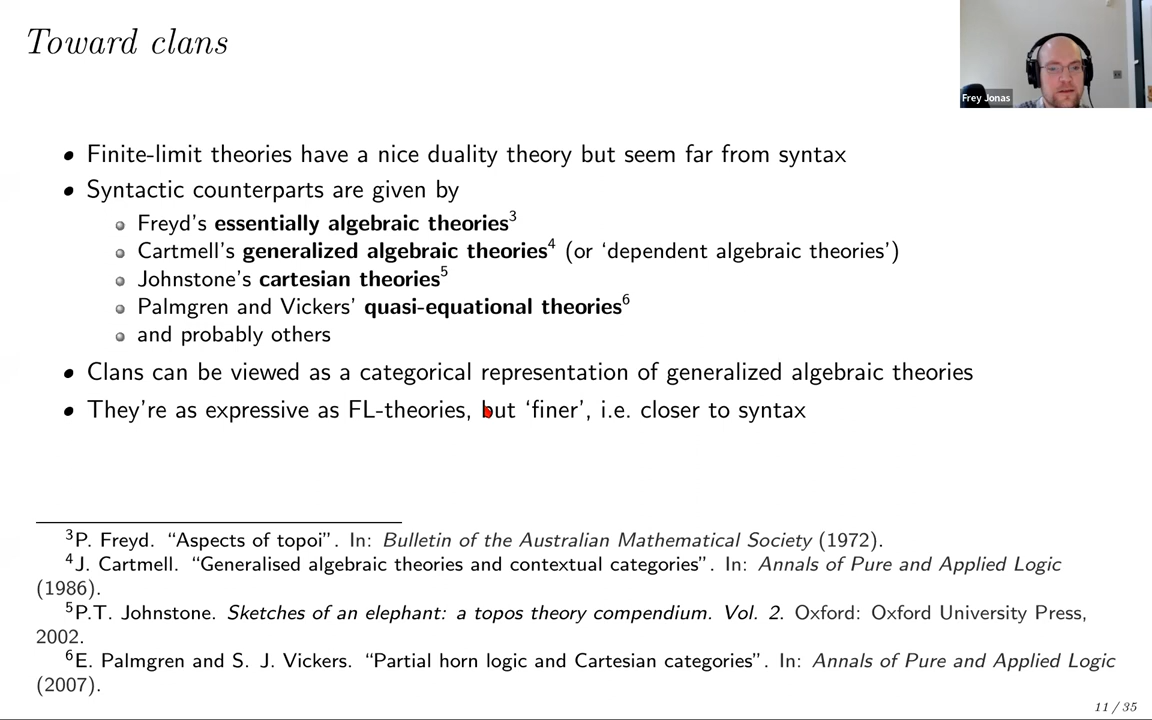 Toward clans
Frey Jonas
• Finite-limit theories have a nice duality theory but seem far from syntax
• Syntactic counterparts are given by
Freyd's essentially algebraic theories³
Cartmell's generalized algebraic theories⁴ (or ‘dependent algebraic theories’)
Johnstone's cartesian theories⁵
Palmgren and Vickers' quasi-equational theories⁶
and probably others
• Clans can be viewed as a categorical representation of generalized algebraic theories
• They're as expressive as FL-theories, but ‘finer’, i.e. closer to syntax
³P. Freyd. “Aspects of topoi”. In: Bulletin of the Australian Mathematical Society (1972).
⁴J. Cartmell. “Generalised algebraic theories and contextual categories”. In: Annals of Pure and Applied Logic
(1986).
⁵P.T. Johnstone. Sketches of an elephant: a topos theory compendium. Vol. 2. Oxford: Oxford University Press,
2002.
⁶E. Palmgren and S. J. Vickers. “Partial horn logic and Cartesian categories”. In: Annals of Pure and Applied Logic
(2007).
11 / 35